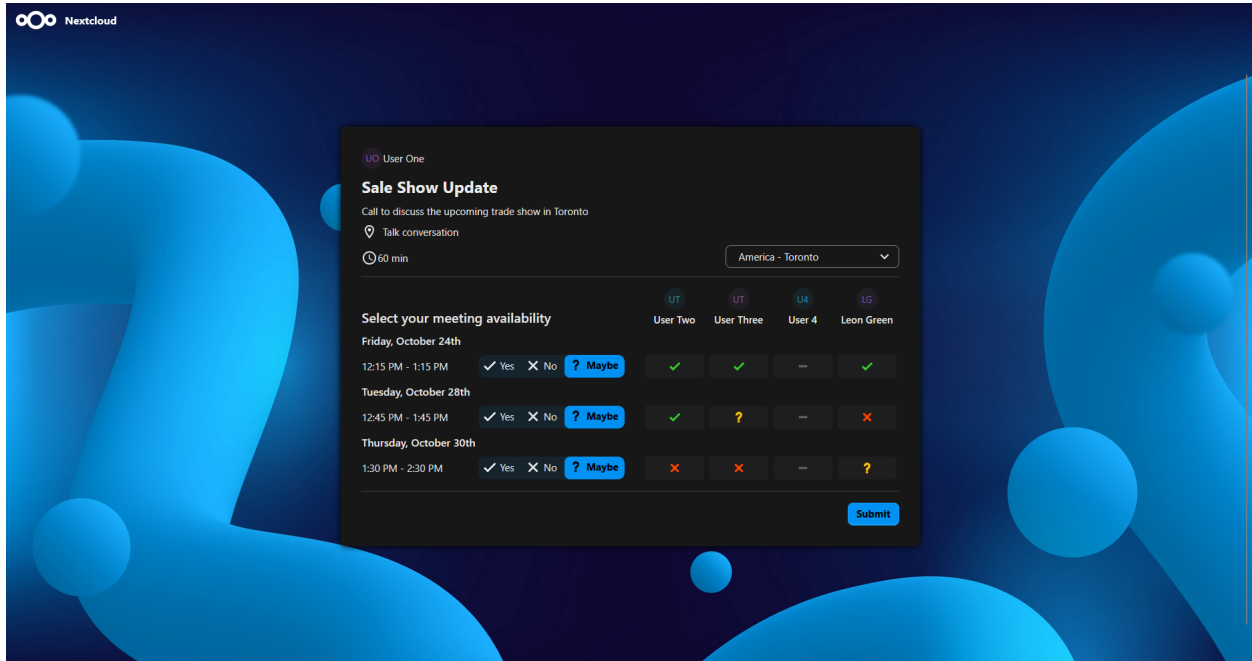 Nextcloud
UO User One
Sale Show Update
Call to discuss the upcoming trade show in Toronto
Talk conversation
60 min
America - Toronto
UT UT U4 LG
Select your meeting availability User Two User Three User 4 Leon Green
Friday, October 24th
12:15 PM - 1:15 PM Yes No ? Maybe
Tuesday, October 28th
12:45 PM - 1:45 PM Yes No ? Maybe ?
Thursday, October 30th
1:30 PM - 2:30 PM Yes No ? Maybe ?
Submit